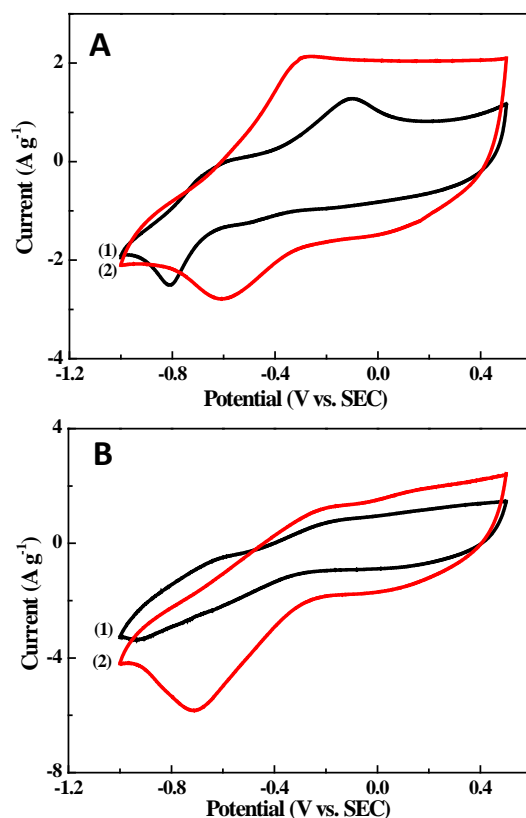 A
Current (A g-1)
2
0
-2
-4
(1)
(2)
-1.2 -0.8 -0.4 0.0 0.4
Potential (V vs. SEC)
B
Current (A g-1)
4
0
-4
-8
(1)
(2)
-1.2 -0.8 -0.4 0.0 0.4
Potential (V vs. SEC)